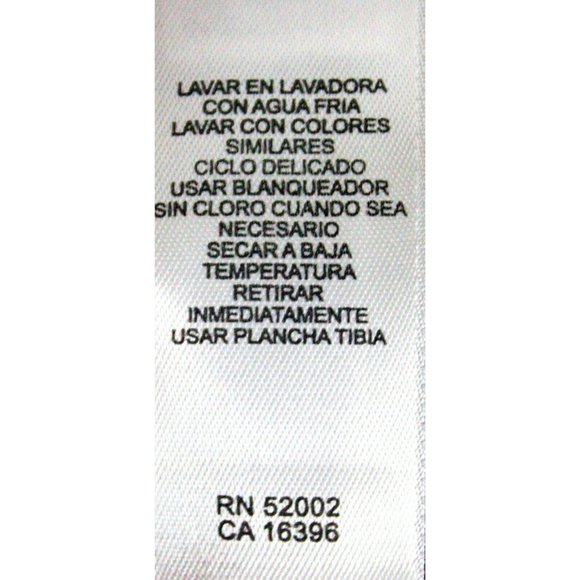 LAVAR EN LAVADORA
CON AGUA FRIA
LAVAR CON COLORES
SIMILARES
CICLO DELICADO
USAR BLANQUEADOR
SIN CLORO CUANDO SEA
NECESARIO
SECAR A BAJA
TEMPERATURA
RETIRAR
INMEDIATAMENTE
USAR PLANCHA TIBIA
RN 52002
CA 16396